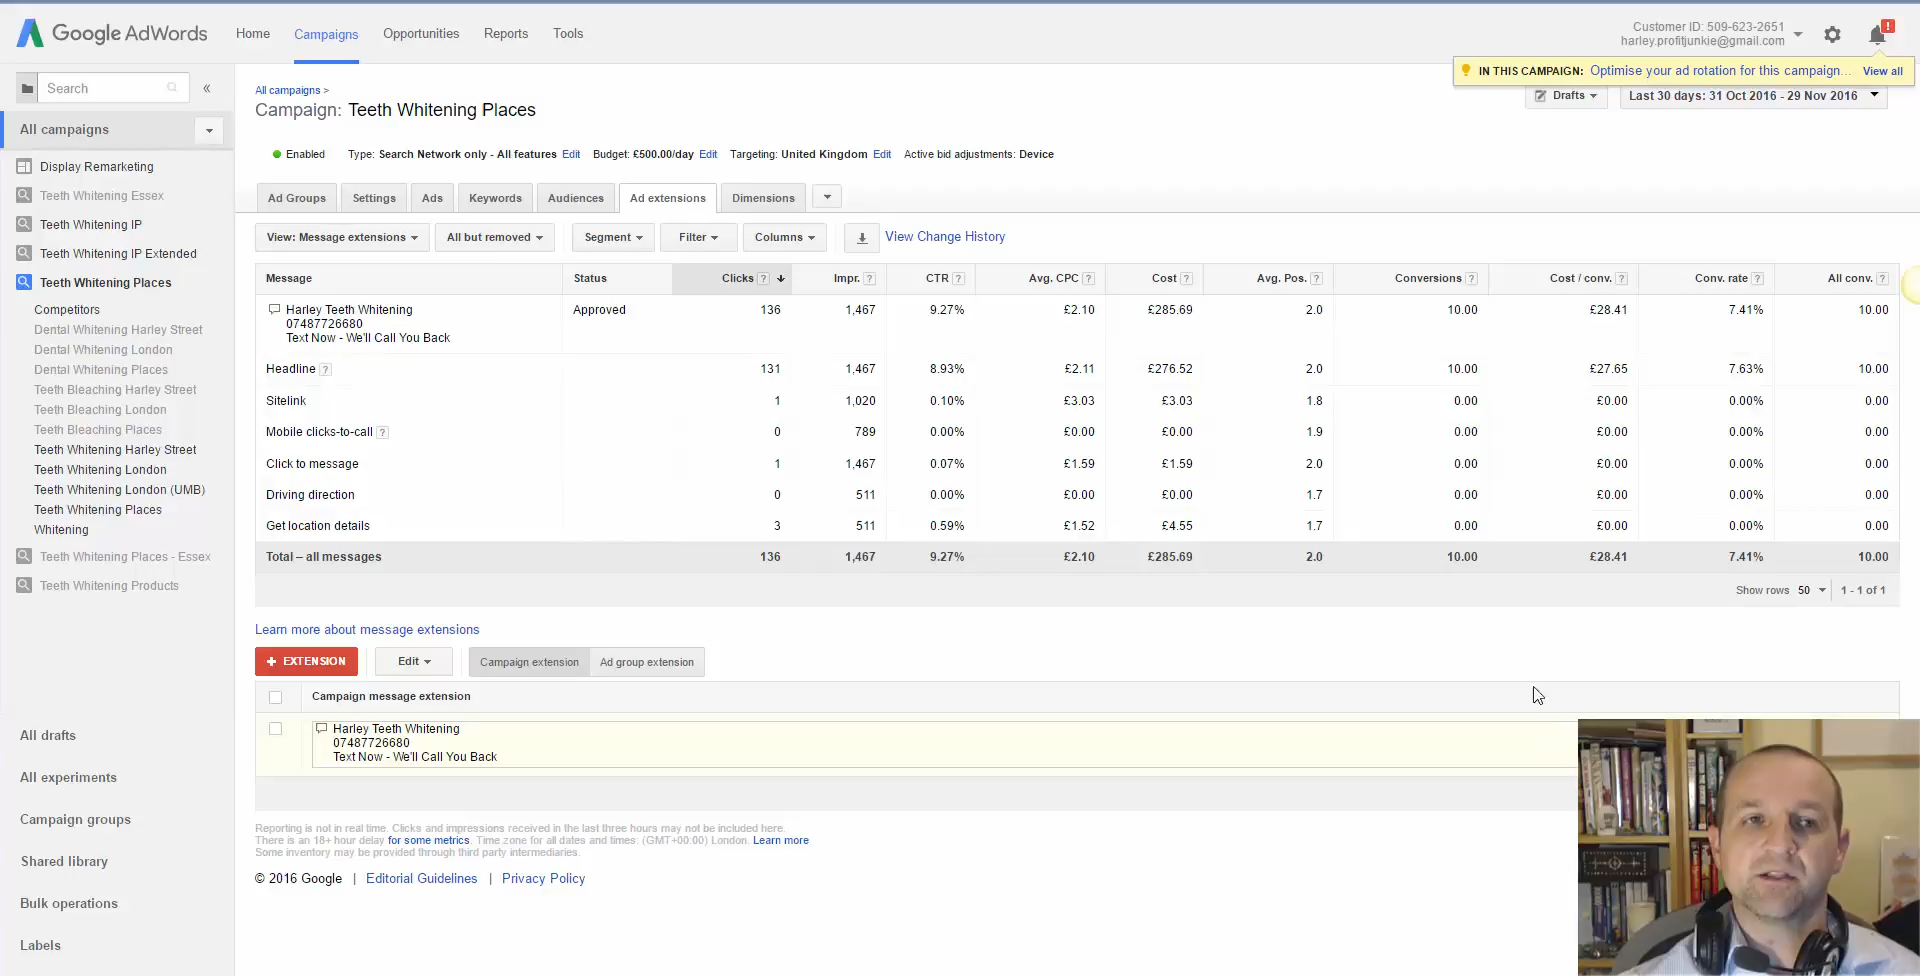 Google AdWords
Home Campaigns Opportunities Reports Tools
Customer ID: 509-623-2651
harley.profitjunkie@gmail.com
IN THIS CAMPAIGN: Optimise your ad rotation for this campaign... View all
Search
All campaigns >
Campaign: Teeth Whitening Places
Drafts
Last 30 days: 31 Oct 2016 - 29 Nov 2016
Enabled Type: Search Network only - All features Edit Budget: £500.00/day Edit Targeting: United Kingdom Edit Active bid adjustments: Device
All campaigns
Display Remarketing
Teeth Whitening Essex
Teeth Whitening IP
Teeth Whitening IP Extended
Teeth Whitening Places
Competitors
Dental Whitening Harley Street
Dental Whitening London
Dental Whitening Places
Teeth Bleaching Harley Street
Teeth Bleaching London
Teeth Bleaching Places
Teeth Whitening Harley Street
Teeth Whitening London
Teeth Whitening London (UMB)
Teeth Whitening Places
Whitening
Teeth Whitening Places - Essex
Teeth Whitening Products
All drafts
All experiments
Campaign groups
Shared library
Bulk operations
Labels
Ad Groups Settings Ads Keywords Audiences Ad extensions Dimensions
View: Message extensions All but removed Segment Filter Columns View Change History
Message Status Clicks ? Impr. ? CTR ? Avg. CPC ? Cost ? Avg. Pos. ? Conversions ? Cost / conv. ? Conv. rate ? All conv. ?
Harley Teeth Whitening Approved 136 1,467 9.27% £2.10 £285.69 2.0 10.00 £28.41 7.41% 10.00
07487726680
Text Now - We'll Call You Back
Headline ? 131 1,467 8.93% £2.11 £276.52 2.0 10.00 £27.65 7.63% 10.00
Sitelink 1 1,020 0.10% £3.03 £3.03 1.8 0.00 £0.00 0.00% 0.00
Mobile clicks-to-call ? 0 789 0.00% £0.00 £0.00 1.9 0.00 £0.00 0.00% 0.00
Click to message 1 1,467 0.07% £1.59 £1.59 2.0 0.00 £0.00 0.00% 0.00
Driving direction 0 511 0.00% £0.00 £0.00 1.7 0.00 £0.00 0.00% 0.00
Get location details 3 511 0.59% £1.52 £4.55 1.7 0.00 £0.00 0.00% 0.00
Total – all messages 136 1,467 9.27% £2.10 £285.69 2.0 10.00 £28.41 7.41% 10.00
Show rows 50 1 - 1 of 1
Learn more about message extensions
+ EXTENSION Edit Campaign extension Ad group extension
Campaign message extension
Harley Teeth Whitening
07487726680
Text Now - We'll Call You Back
Reporting is not in real time. Clicks and impressions received in the last three hours may not be included here.
There is an 18+ hour delay for some metrics. Time zone for all dates and times: (GMT+00:00) London. Learn more
Some inventory may be provided through third party intermediaries.
© 2016 Google | Editorial Guidelines | Privacy Policy